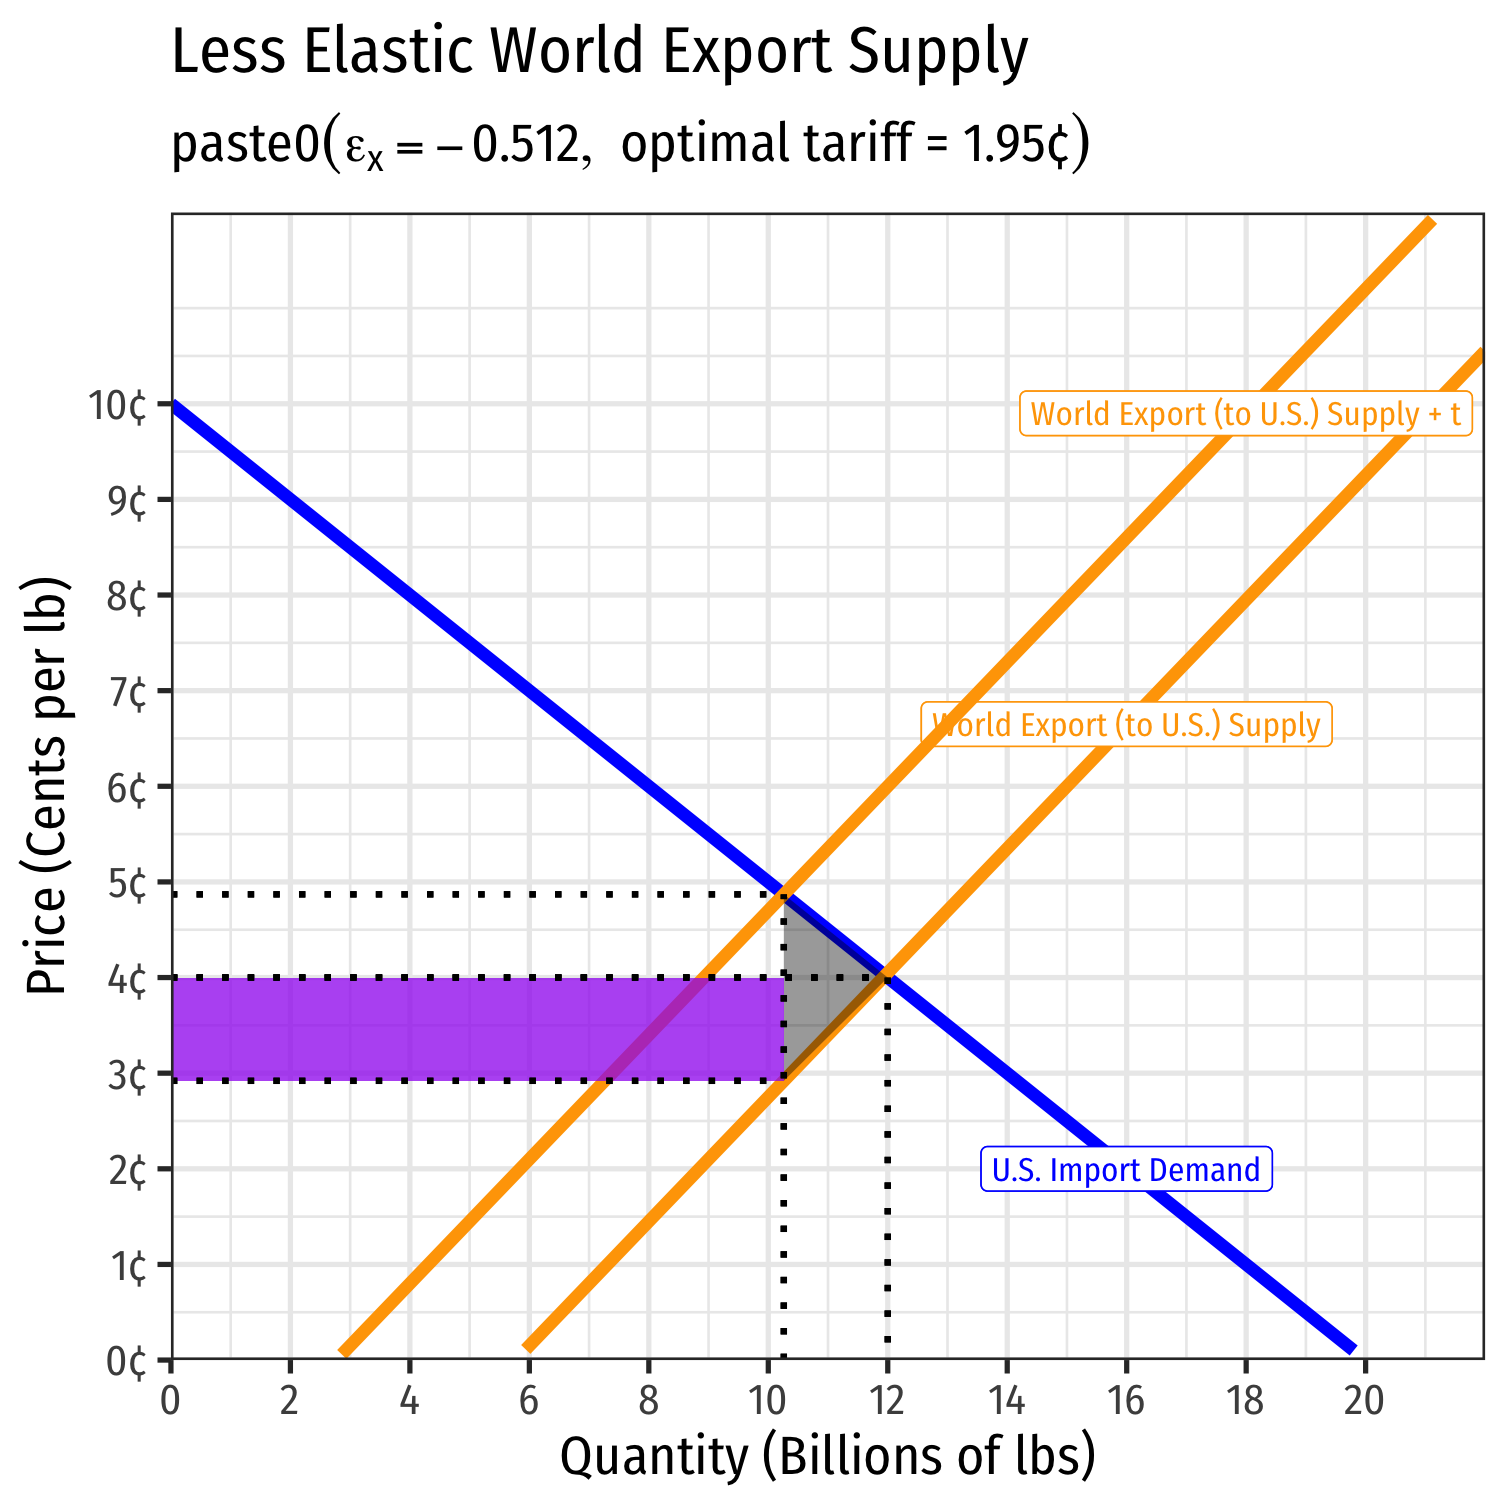 Less Elastic World Export Supply
paste0(εx = − 0.512, optimal tariff = 1.95¢)
Price (Cents per lb)
10¢
9¢
8¢
7¢
6¢
5¢
4¢
3¢
2¢
1¢
0¢
World Export (to U.S.) Supply + t
World Export (to U.S.) Supply
U.S. Import Demand
0 2 4 6 8 10 12 14 16 18 20
Quantity (Billions of lbs)